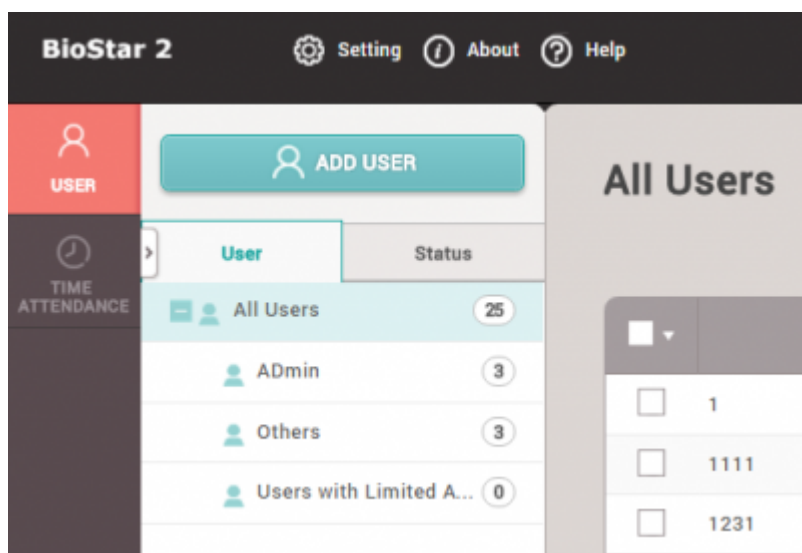 BioStar 2 Setting About Help
USER
TIME
ATTENDANCE
ADD USER
User Status
All Users 25
ADmin 3
Others 3
Users with Limited A... 0
All Users
1
1111
1231